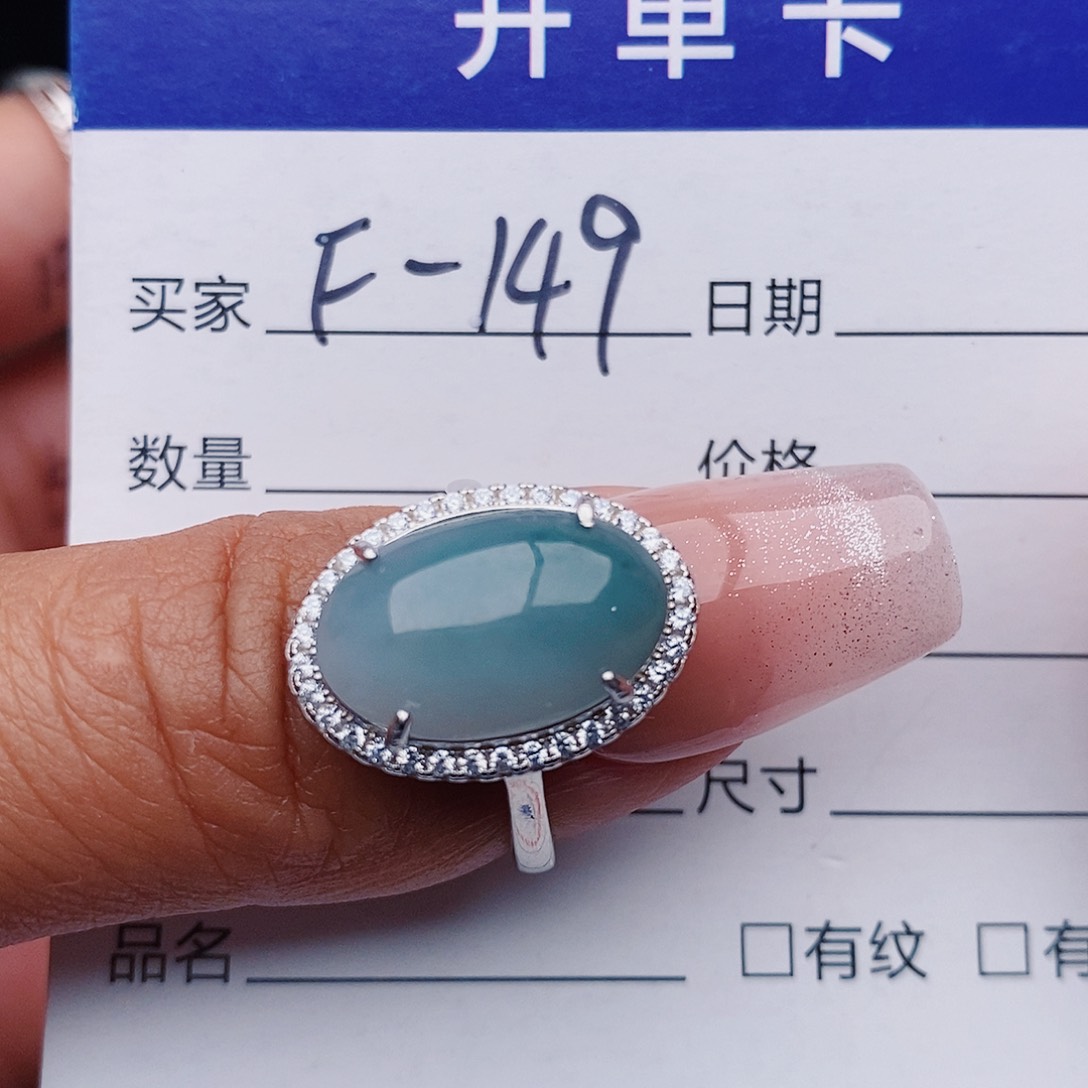 开单卡
买家 F-149 日期
数量 价格
尺寸
品名 □有纹 □有